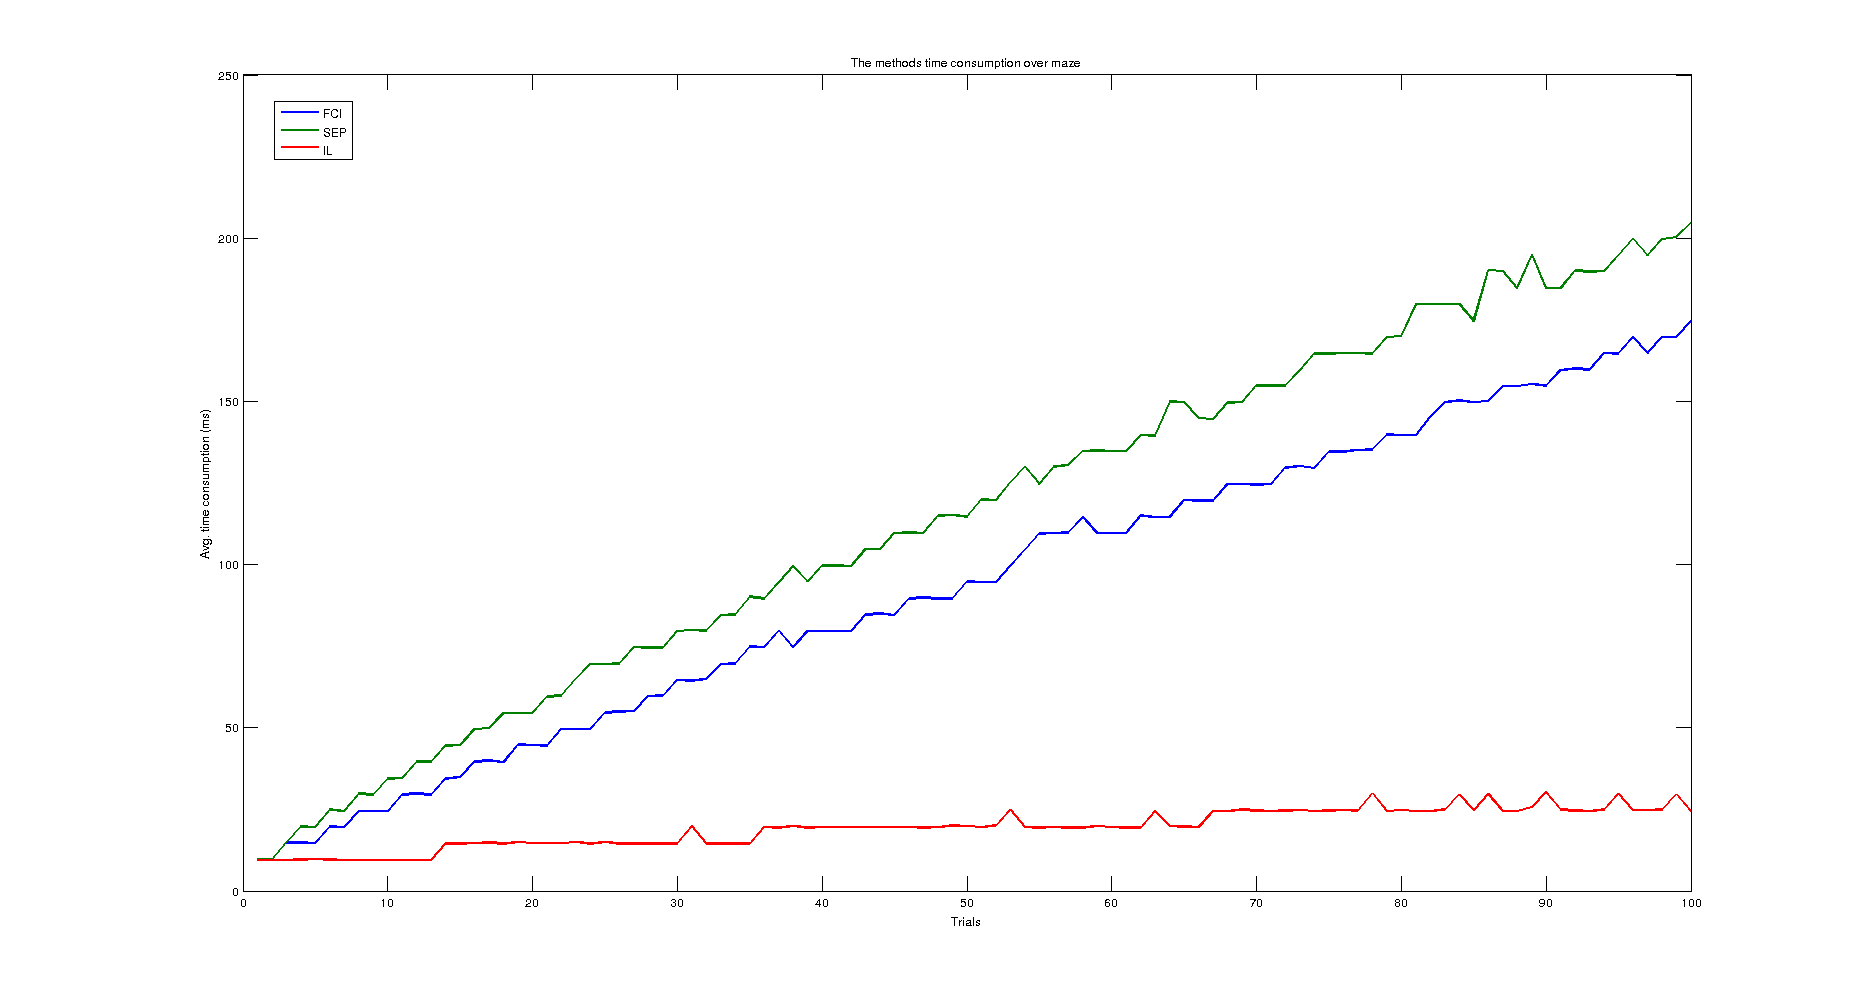 The methods time consumption over maze
250
FCI
SEP
IL
200
150
100
50
0
Avg. time consumption (ms)
0 10 20 30 40 50 60 70 80 90 100
Trials